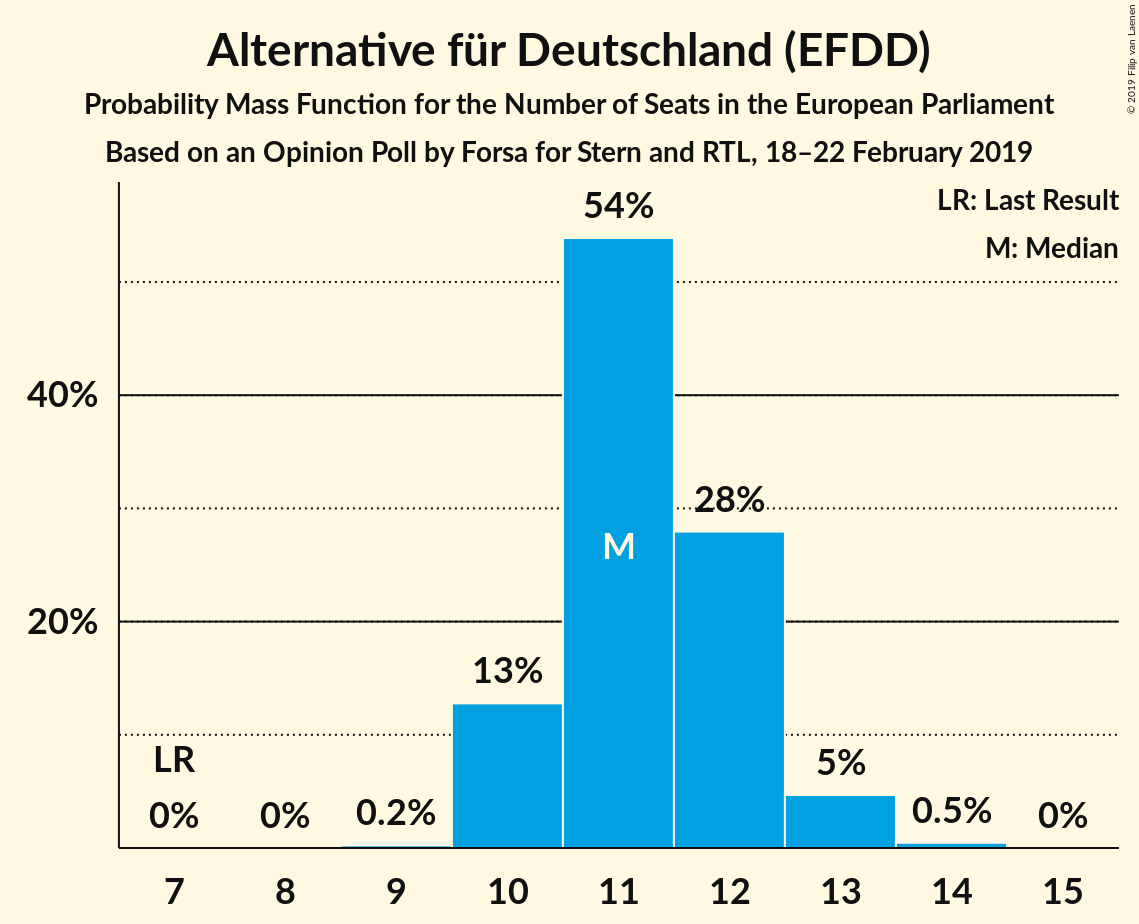 Alternative für Deutschland (EFDD)
Probability Mass Function for the Number of Seats in the European Parliament
Based on an Opinion Poll by Forsa for Stern and RTL, 18–22 February 2019
© 2019 Filip van Laenen
LR: Last Result
M: Median
54%
40%
28%
M
20%
13%
LR
5%
0%
0%
0.2%
0.5%
0%
7 8 9 10 11 12 13 14 15